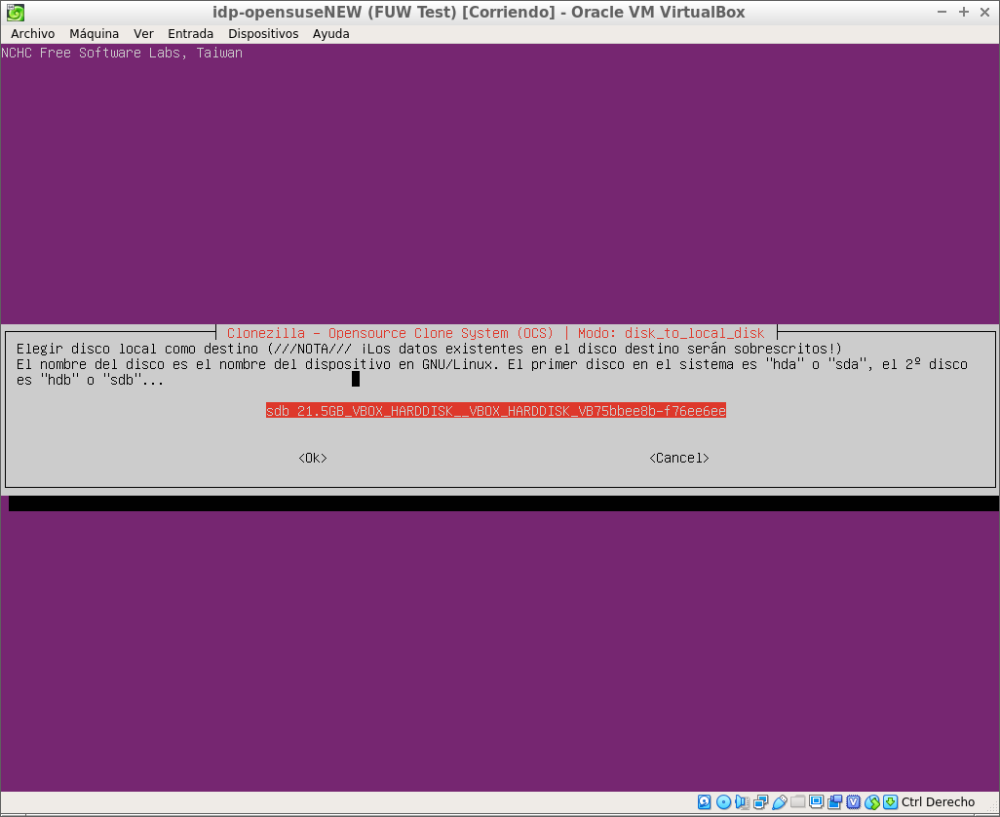 idp-opensuseNEW (FUW Test) [Corriendo] - Oracle VM VirtualBox
Archivo Máquina Ver Entrada Dispositivos Ayuda
NCHC Free Software Labs, Taiwan
Clonezilla - Opensource Clone System (OCS) | Modo: disk_to_local_disk
Elegir disco local como destino (///NOTA/// ¡Los datos existentes en el disco destino serán sobrescritos!)
El nombre del disco es el nombre del dispositivo en GNU/Linux. El primer disco en el sistema es "hda" o "sda", el 2º disco
es "hdb" o "sdb"...
sdb 21.5GB_VBOX_HARDDISK__VBOX_HARDDISK_VB75bbee8b-f76ee6ee
<Ok> <Cancel>
Ctrl Derecho